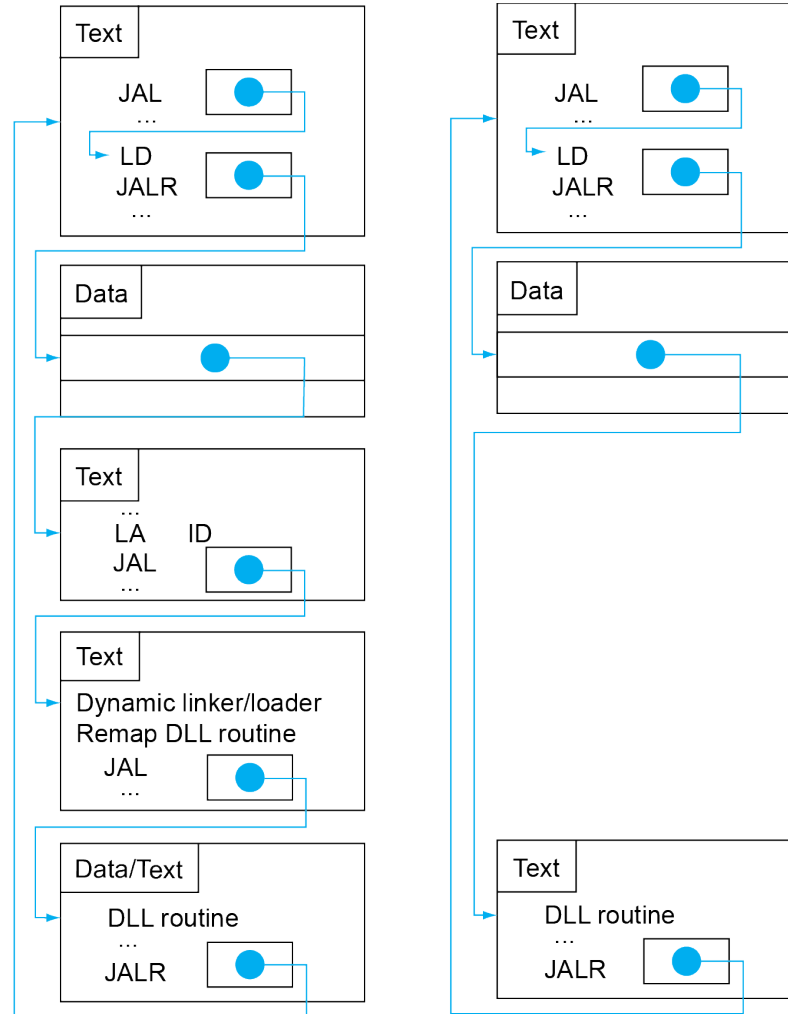 Text
JAL
...
LD
JALR
...
Data
Text
...
LA ID
JAL
...
Text
Dynamic linker/loader
Remap DLL routine
JAL
...
Data/Text
DLL routine
...
JALR
Text
JAL
...
LD
JALR
...
Data
Text
DLL routine
...
JALR